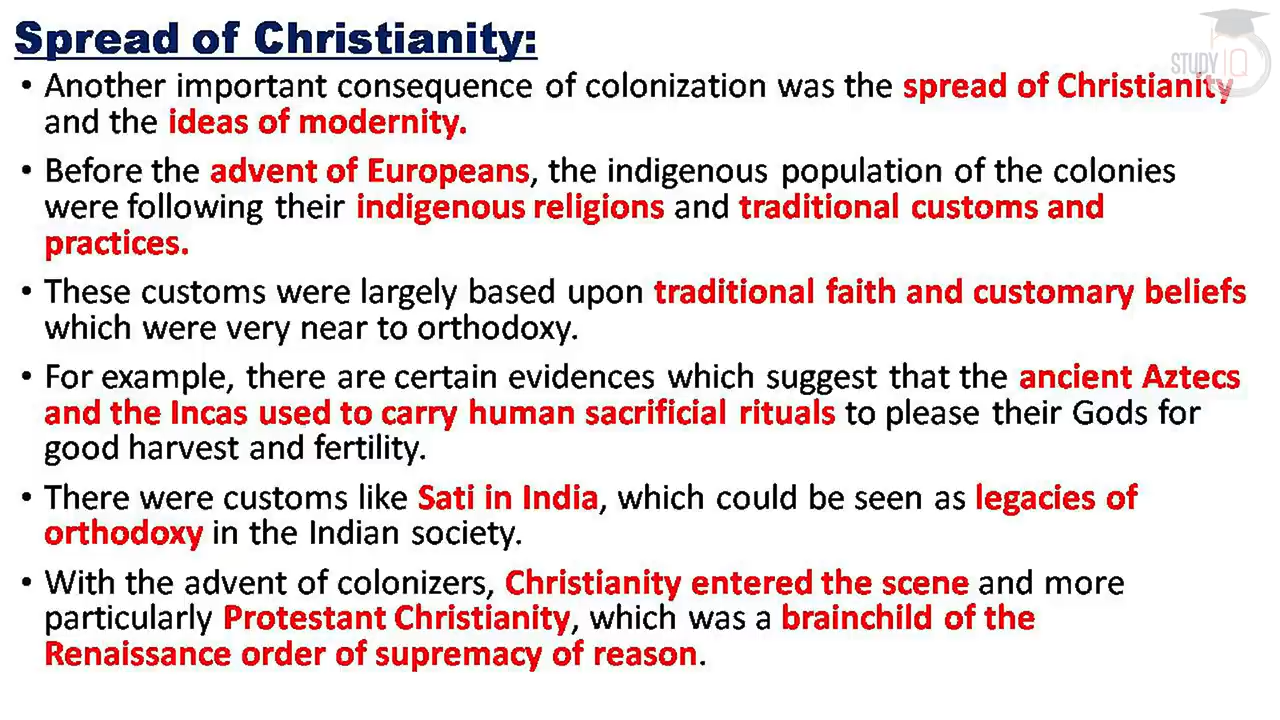 Spread of Christianity:
STUDY IQ
• Another important consequence of colonization was the spread of Christianity
and the ideas of modernity.
• Before the advent of Europeans, the indigenous population of the colonies
were following their indigenous religions and traditional customs and
practices.
• These customs were largely based upon traditional faith and customary beliefs
which were very near to orthodoxy.
• For example, there are certain evidences which suggest that the ancient Aztecs
and the Incas used to carry human sacrificial rituals to please their Gods for
good harvest and fertility.
• There were customs like Sati in India, which could be seen as legacies of
orthodoxy in the Indian society.
• With the advent of colonizers, Christianity entered the scene and more
particularly Protestant Christianity, which was a brainchild of the
Renaissance order of supremacy of reason.